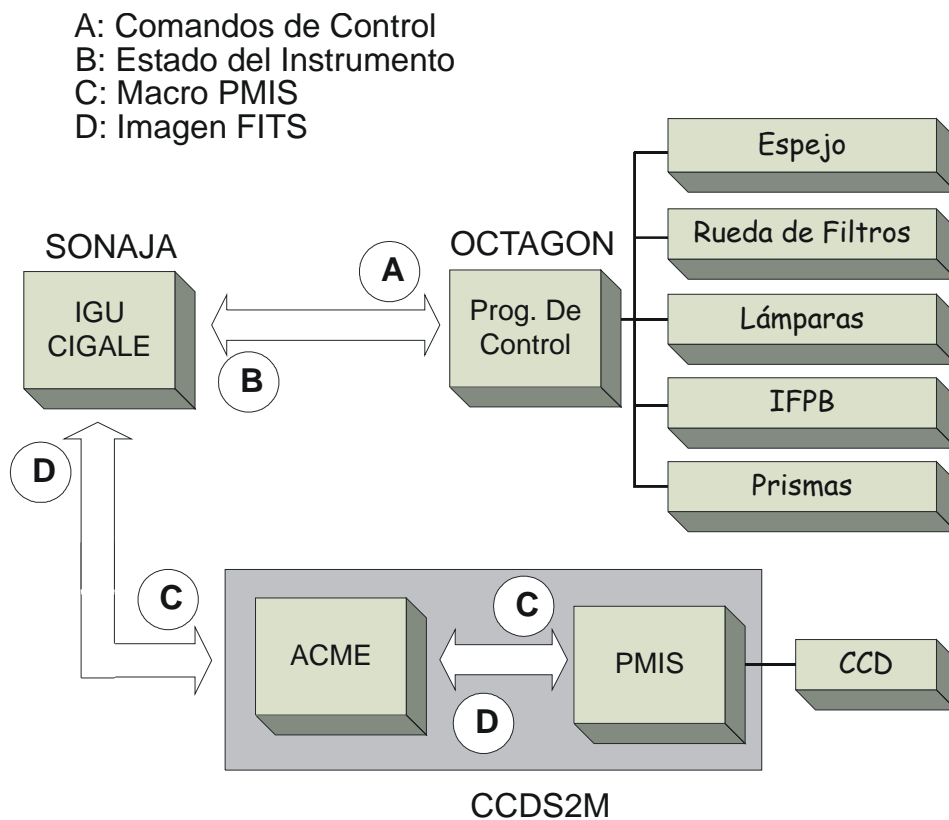 A: Comandos de Control
B: Estado del Instrumento
C: Macro PMIS
D: Imagen FITS
SONAJA
IGU
CIGALE
A
B
OCTAGON
Prog. De
Control
Espejo
Rueda de Filtros
Lámparas
IFPB
Prismas
D
C
ACME
C
D
PMIS
CCD
CCDS2M